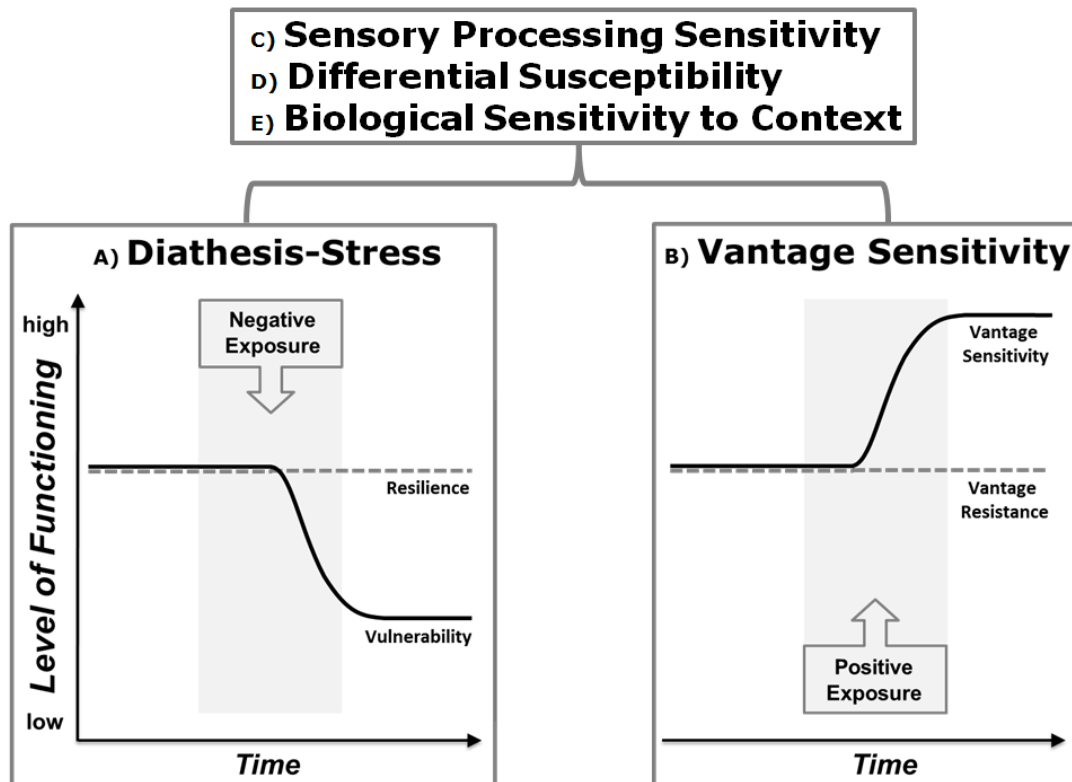 C) Sensory Processing Sensitivity
D) Differential Susceptibility
E) Biological Sensitivity to Context
A) Diathesis-Stress
high
Level of Functioning
low
Negative
Exposure
Resilience
Vulnerability
Time
B) Vantage Sensitivity
Vantage
Sensitivity
Vantage
Resistance
Positive
Exposure
Time